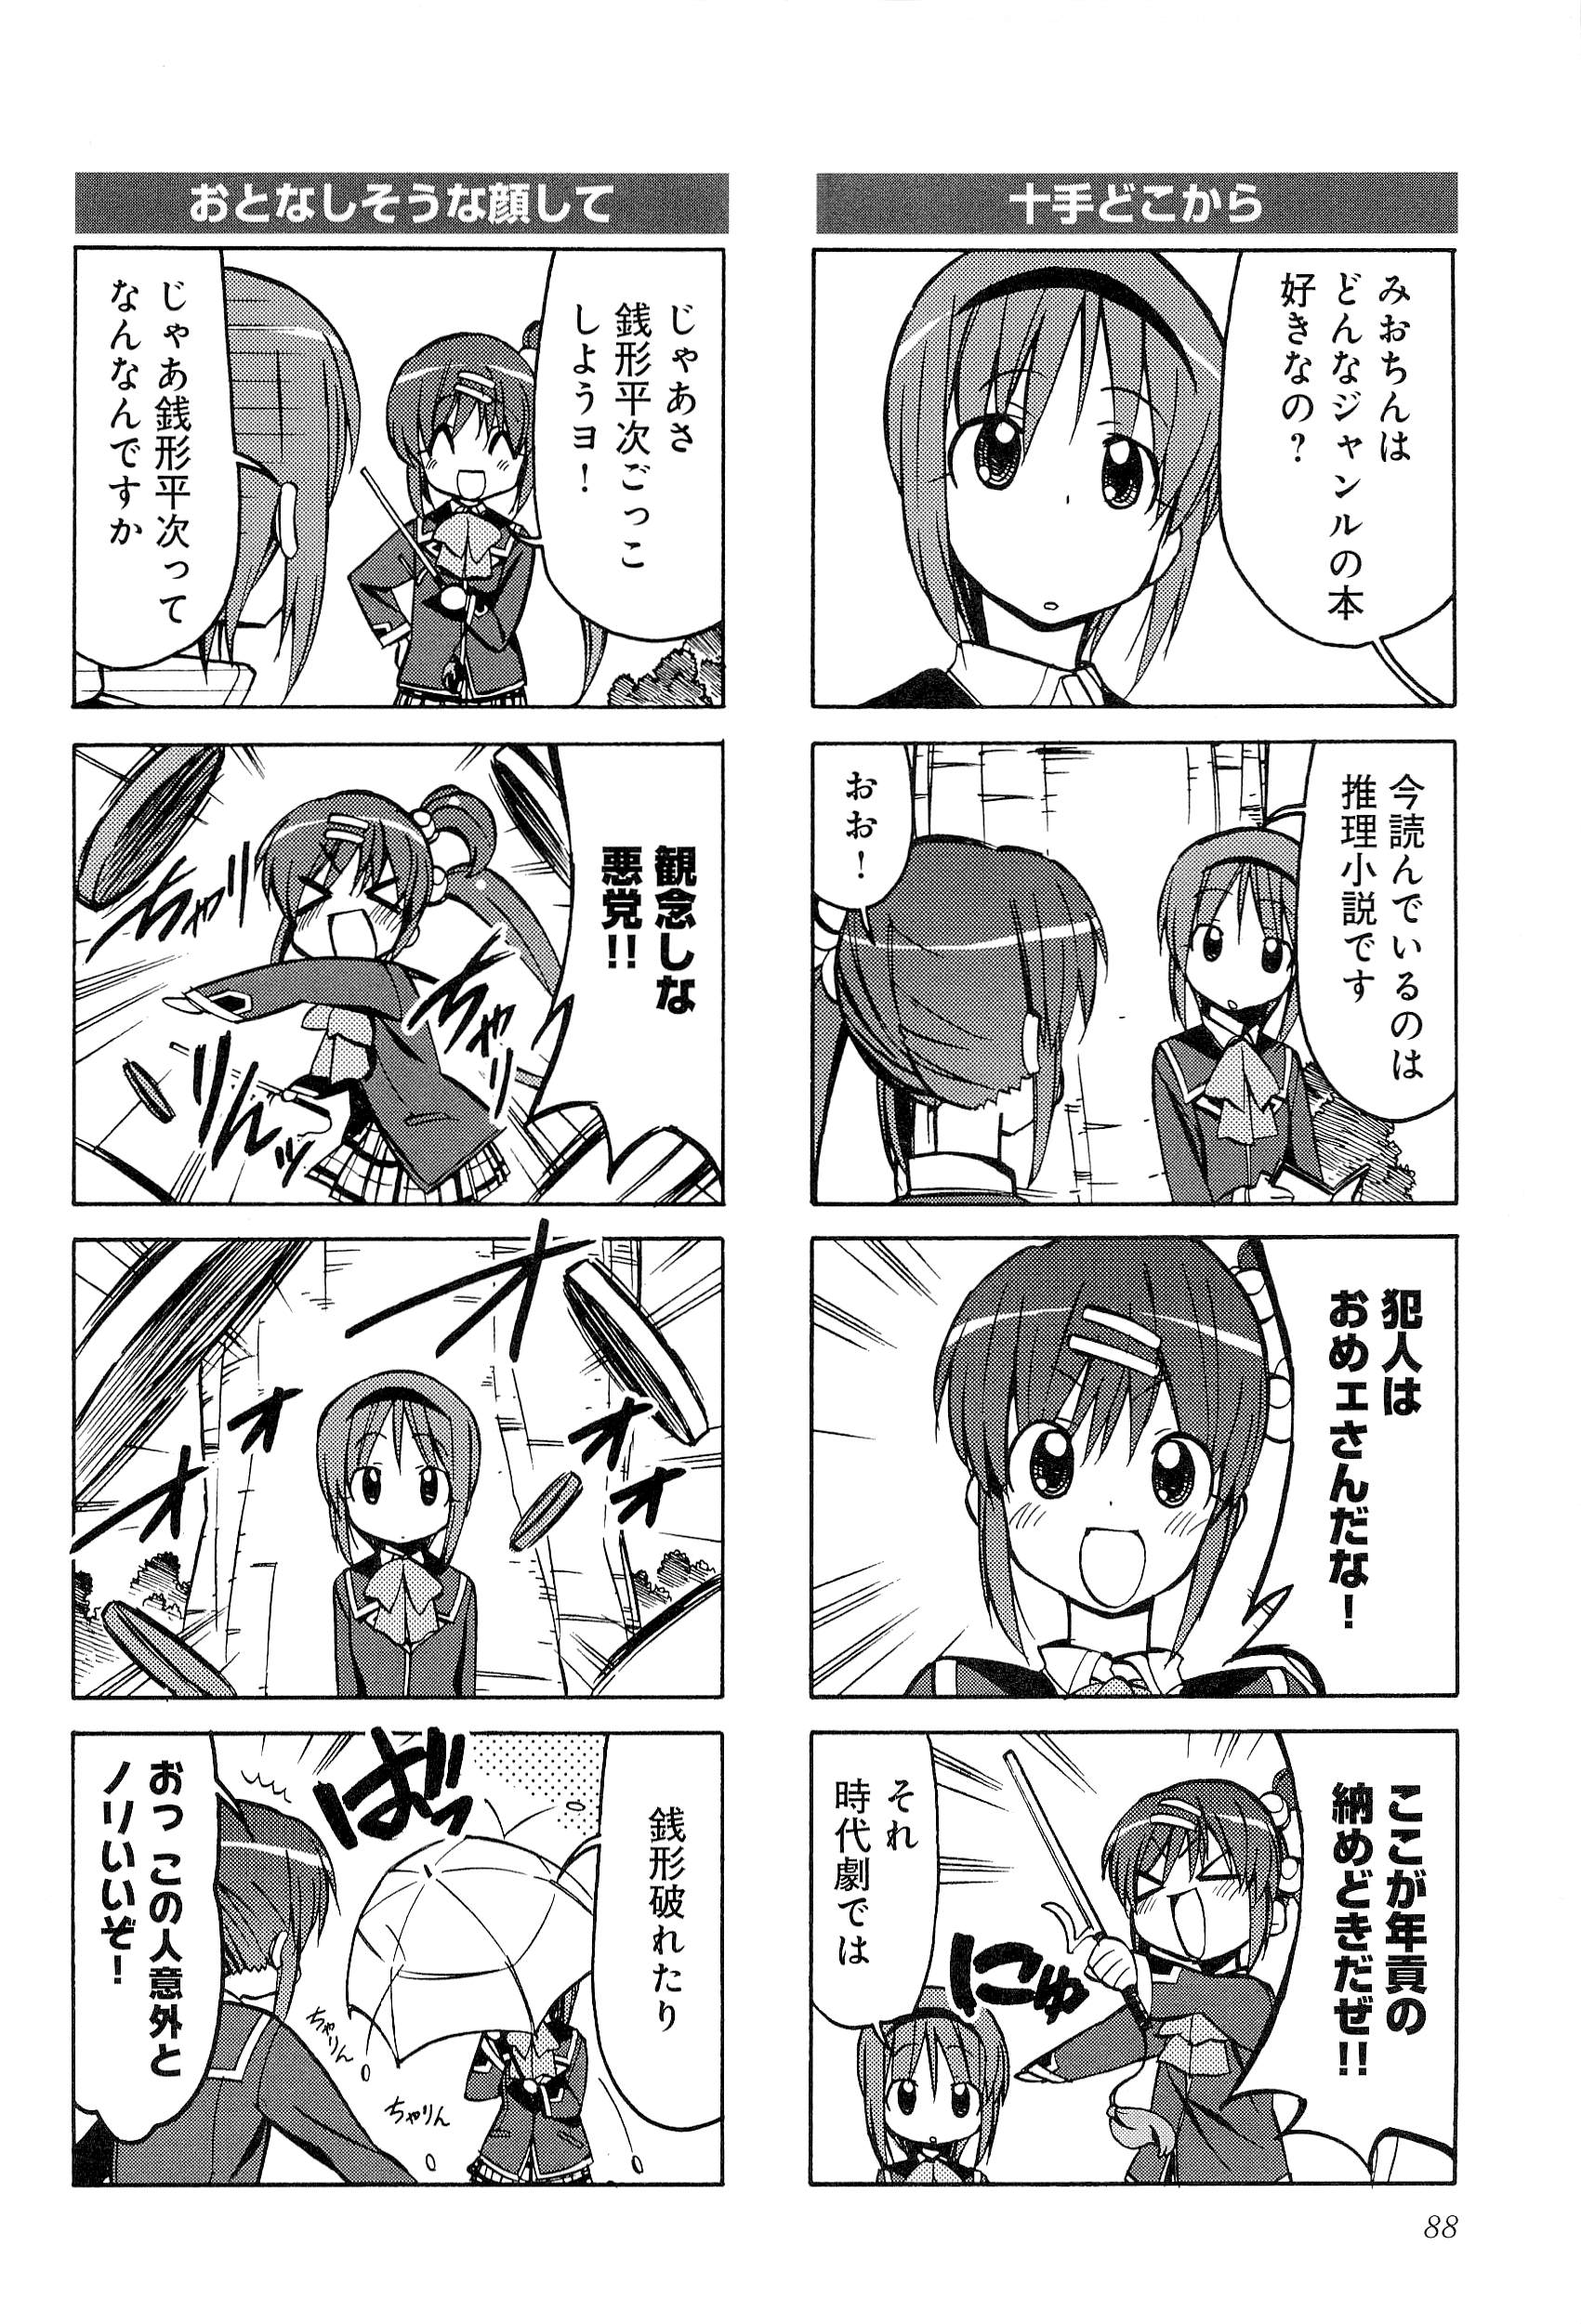 十手どこから
みおちんは
どんなジャンルの本
好きなの?
今読んでいるのは
推理小説です
おお!
犯人は
おめェさんだな!
ここが年貢の
納めどきだぜ!!
にゅ
それ
時代劇では
おとなしそうな顔して
じゃあさ
銭形平次ごっこ
しようヨ!
じゃあ銭形平次って
なんなんですか
観念しな
悪党!!
ちゃり
ちゃり
りんっ
りんッ
オ
オ
オ
オ
オ
銭形破れたり
ばっ
ちゃりん
ちゃりん
おっ この人意外と
ノリいいぞ!
88